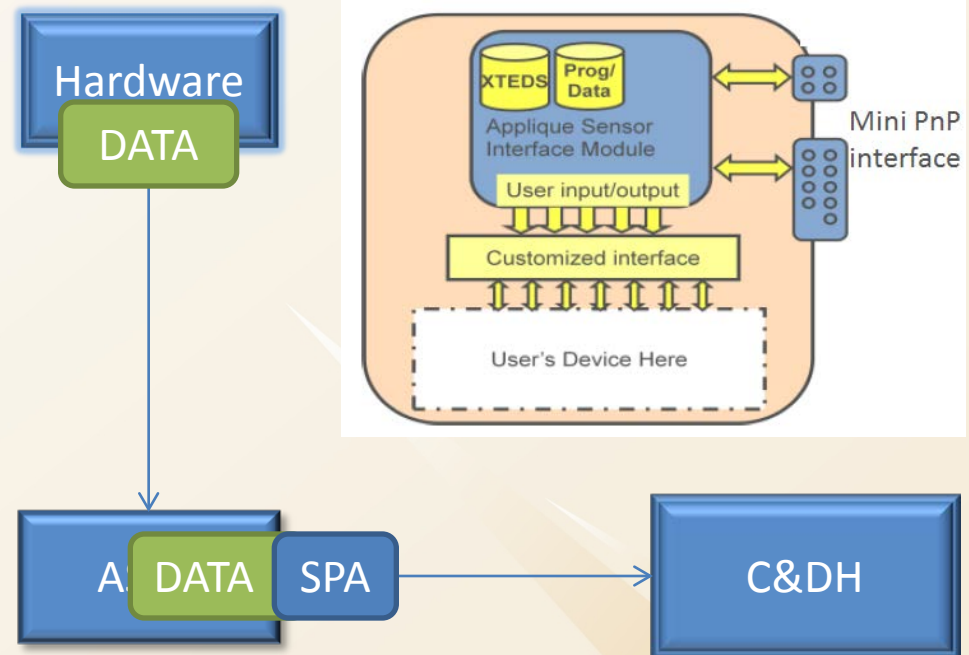 Hardware
DATA
XTEDS
Prog/
Data
Applique Sensor
Interface Module
User input/output
Customized interface
User's Device Here
Mini PnP
interface
DATA
SPA
C&DH